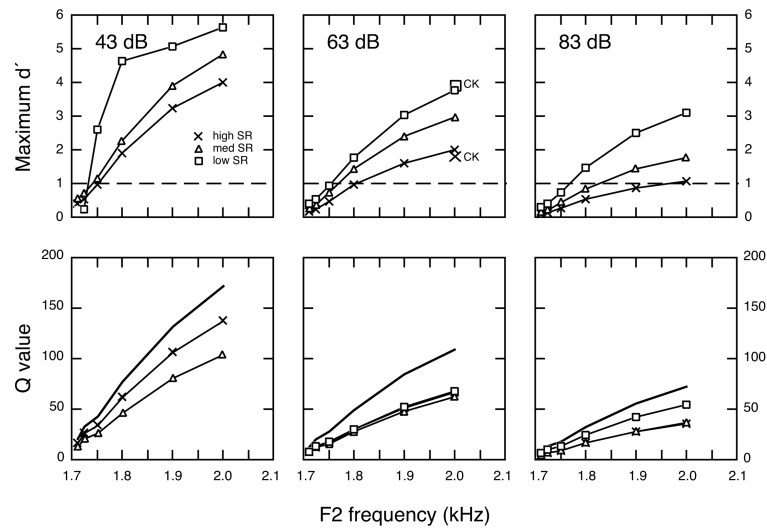 43 dB
63 dB
83 dB
Maximum d´
6
5
4
3
2
1
0
high SR
med SR
low SR
CK
CK
6
5
4
3
2
1
0
Q value
200
150
100
50
0
200
150
100
50
0
1.7 1.8 1.9 2.0 2.1
1.7 1.8 1.9 2.0 2.1
1.7 1.8 1.9 2.0 2.1
F2 frequency (kHz)